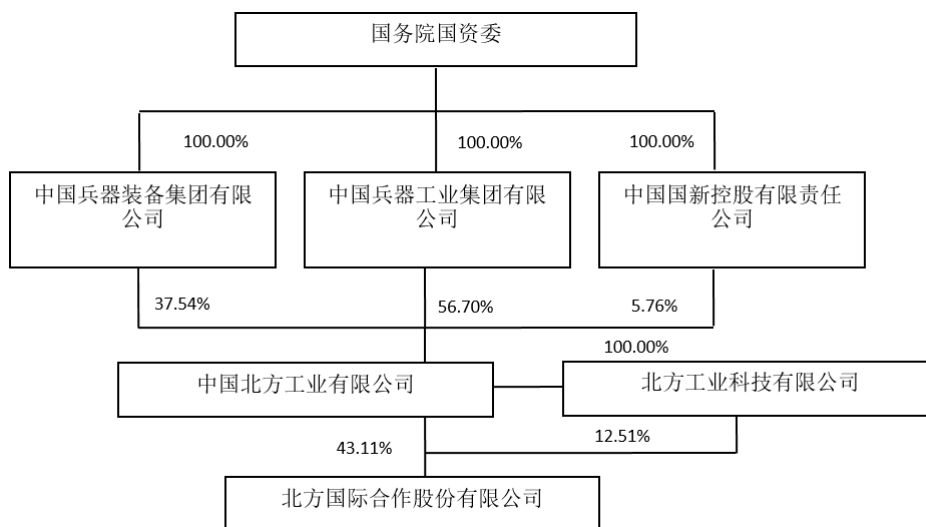 国务院国资委
100.00%
100.00%
100.00%
中国兵器装备集团有限
公司
中国兵器工业集团有限
公司
中国国新控股有限责任
公司
37.54%
56.70%
5.76%
100.00%
中国北方工业有限公司
北方工业科技有限公司
43.11%
12.51%
北方国际合作股份有限公司